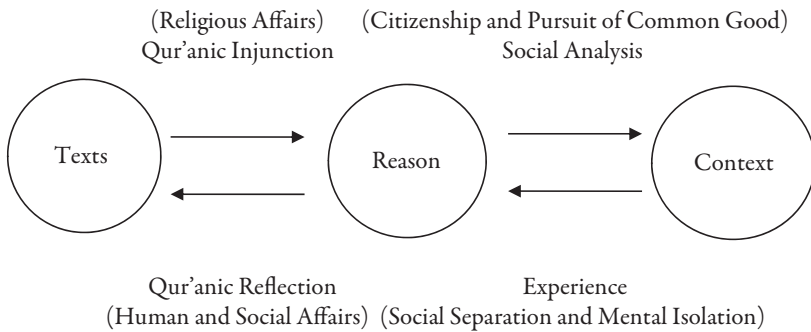 (Religious Affairs) (Citizenship and Pursuit of Common Good)
Qur’anic Injunction Social Analysis
Texts Reason Context
Qur’anic Reflection Experience
(Human and Social Affairs) (Social Separation and Mental Isolation)